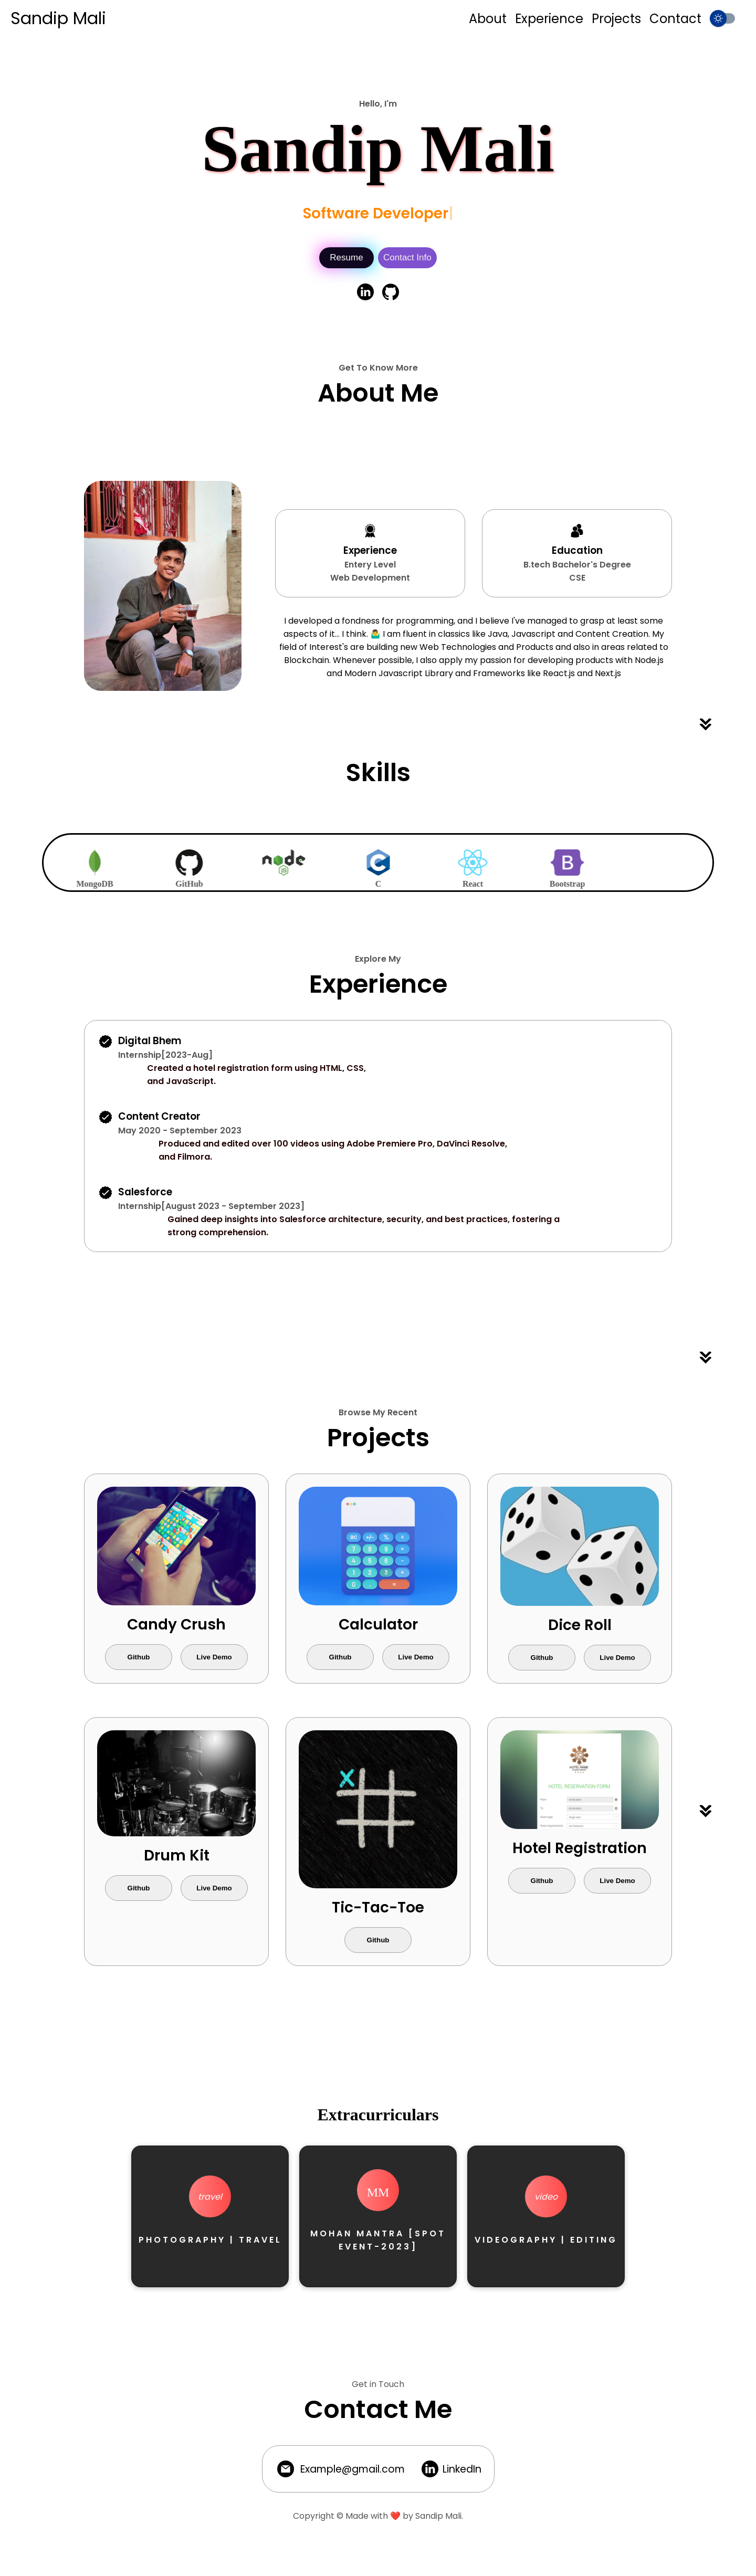 Sandip Mali
About Experience Projects Contact
Hello, I'm
Sandip Mali
Software Developer|
Resume
Contact Info
Get To Know More
About Me
Experience
Entery Level
Web Development
Education
B.tech Bachelor's Degree
CSE
I developed a fondness for programming, and I believe I've managed to grasp at least some
aspects of it… I think. 🤷‍♂️ I am fluent in classics like Java, Javascript and Content Creation. My
field of Interest's are building new Web Technologies and Products and also in areas related to
Blockchain. Whenever possible, I also apply my passion for developing products with Node.js
and Modern Javascript Library and Frameworks like React.js and Next.js
Skills
node
JS
C
B
MongoDB
GitHub
C
React
Bootstrap
Explore My
Experience
Digital Bhem
Internship[2023-Aug]
Created a hotel registration form using HTML, CSS,
and JavaScript.
Content Creator
May 2020 - September 2023
Produced and edited over 100 videos using Adobe Premiere Pro, DaVinci Resolve,
and Filmora.
Salesforce
Internship[August 2023 - September 2023]
Gained deep insights into Salesforce architecture, security, and best practices, fostering a
strong comprehension.
Browse My Recent
Projects
Candy Crush
Github
Live Demo
Calculator
Github
Live Demo
Dice Roll
Github
Live Demo
Drum Kit
Github
Live Demo
X
Tic-Tac-Toe
Github
HOTEL NAME
HOTEL RESERVATION FORM
Hotel Registration
Github
Live Demo
Extracurriculars
travel
PHOTOGRAPHY | TRAVEL
MM
MOHAN MANTRA [SPOT
EVENT-2023]
video
VIDEOGRAPHY | EDITING
Get in Touch
Contact Me
Example@gmail.com
LinkedIn
Copyright © Made with ❤️ by Sandip Mali.